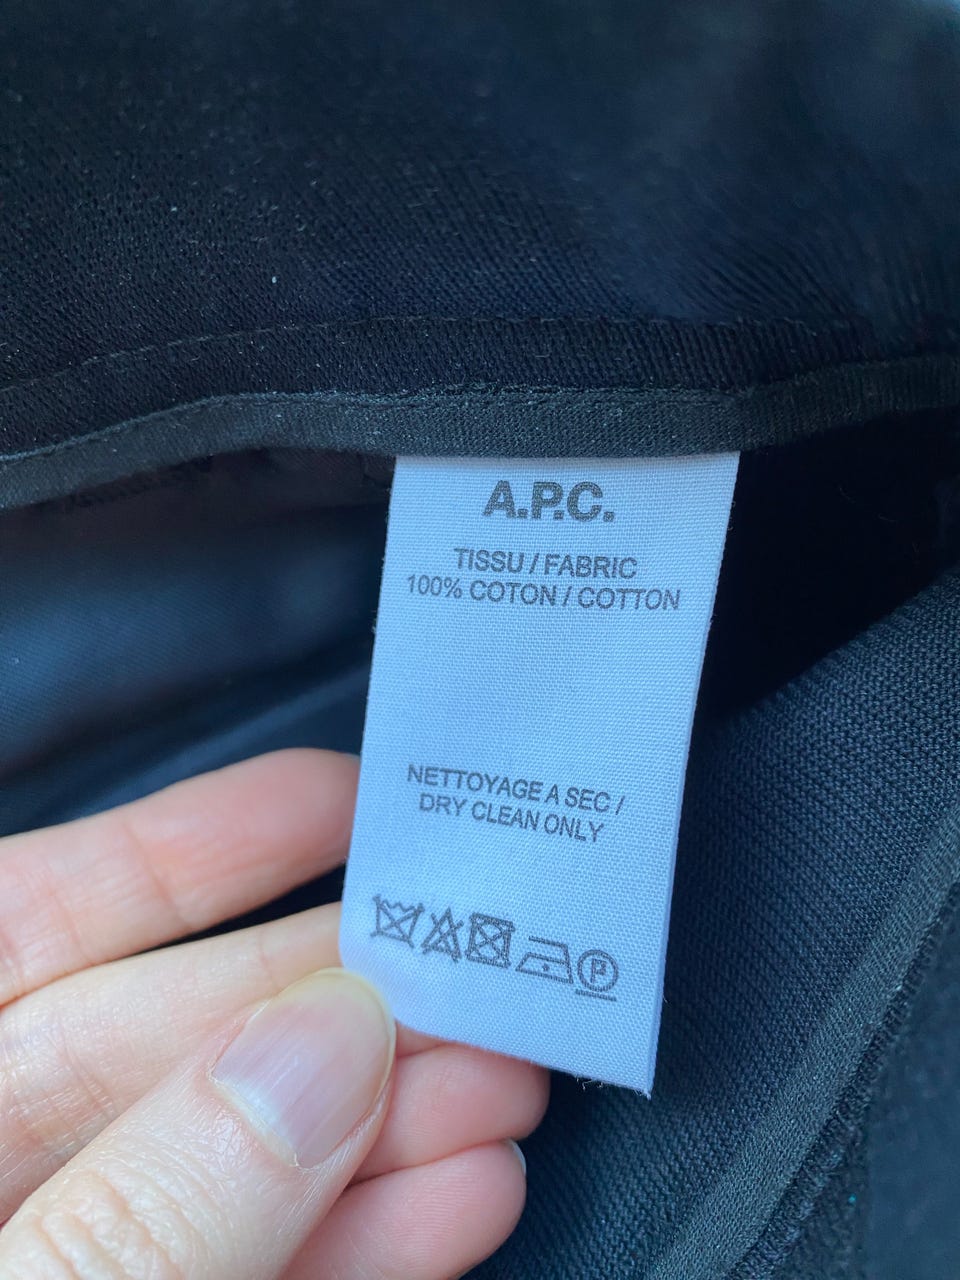 A.P.C.
TISSU / FABRIC
100% COTON / COTTON
NETTOYAGE A SEC /
DRY CLEAN ONLY
P